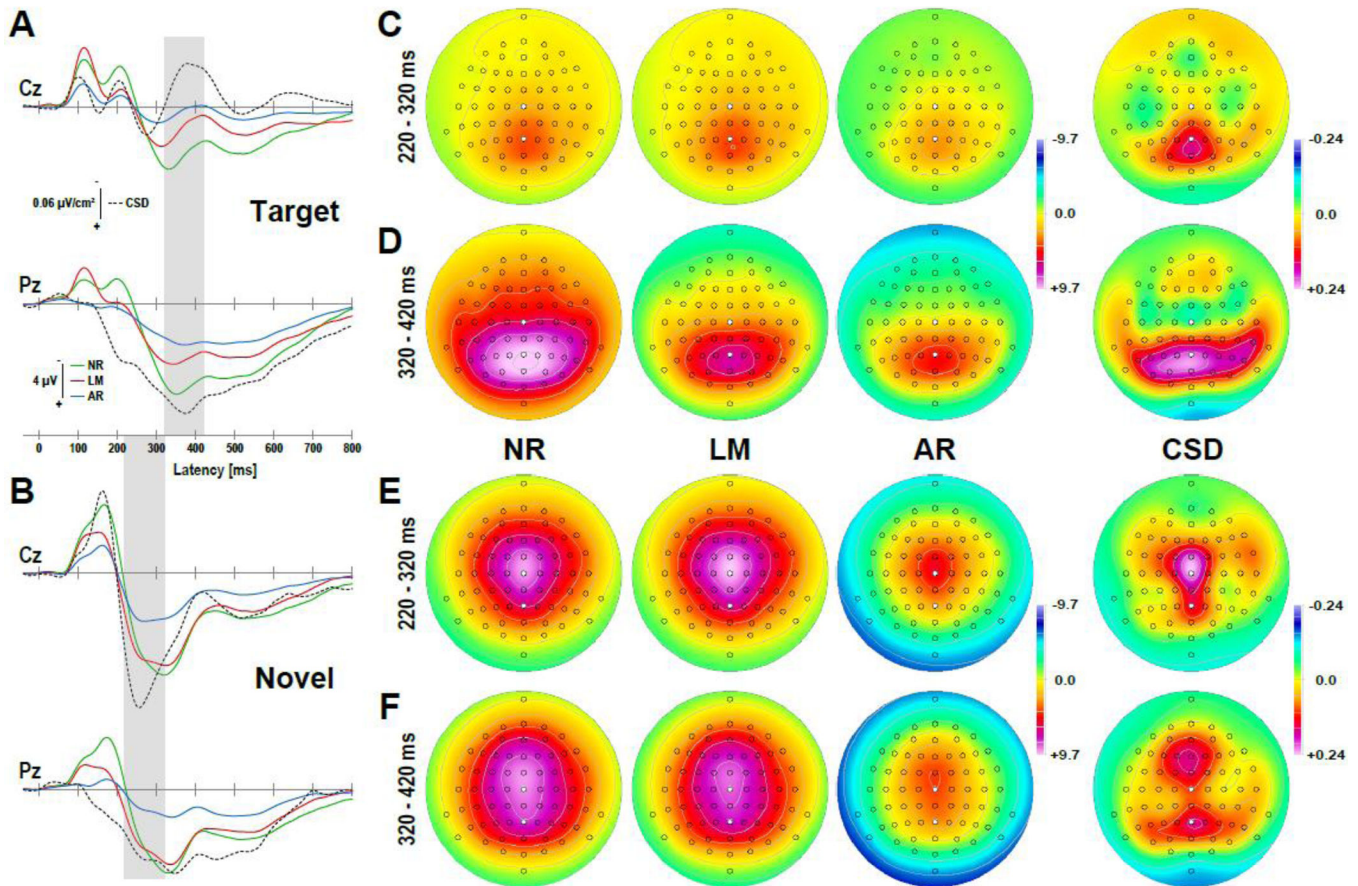 A
Cz
0.06 µV/cm²
-
+
CSD
Target
Pz
4 µV
-
+
NR
LM
AR
0 100 200 300 400 500 600 700 800
Latency [ms]
B
Cz
Novel
Pz
C
220 - 320 ms
D
320 - 420 ms
-9.7
0.0
+9.7
-0.24
0.0
+0.24
NR LM AR CSD
E
220 - 320 ms
F
320 - 420 ms
-9.7
0.0
+9.7
-0.24
0.0
+0.24